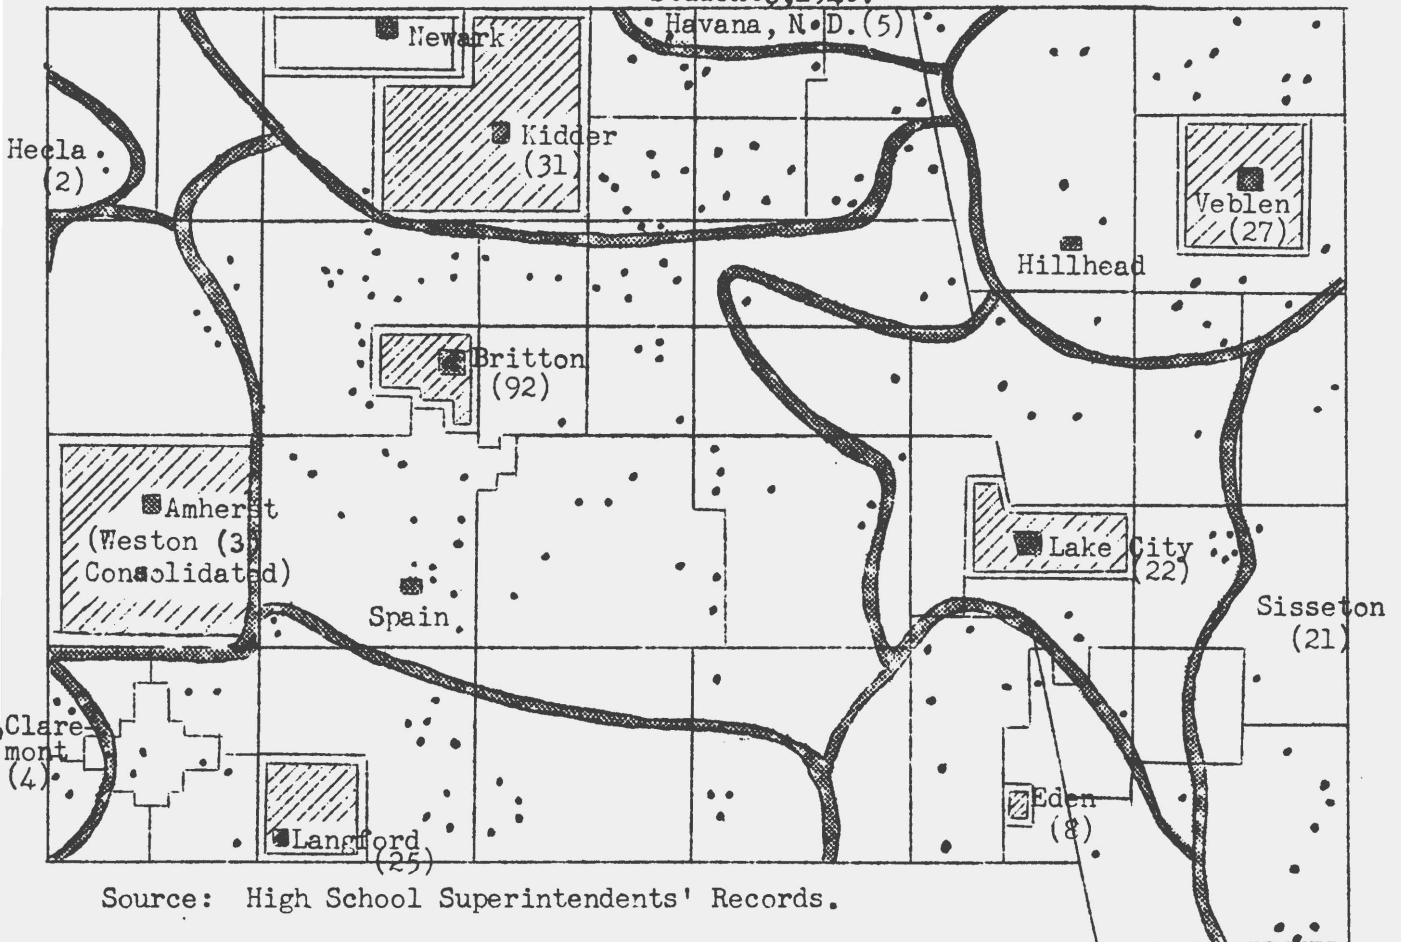 Havana, N.D.(5)
Newark
Kidder
(31)
Hecla
(2)
Veblen
(27)
Hillhead
Britton
(92)
Amherst
(Weston (3)
Consolidated)
Lake City
(22)
Spain
Sisseton
(21)
Clare-
mont
(4)
Eden
(8)
Langford
(25)
Source: High School Superintendents' Records.